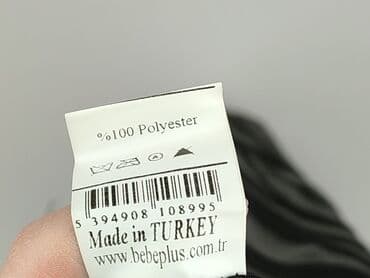 %100 Polyester
5 394908 108995
Made in TURKEY
www.bebeplus.com.tr